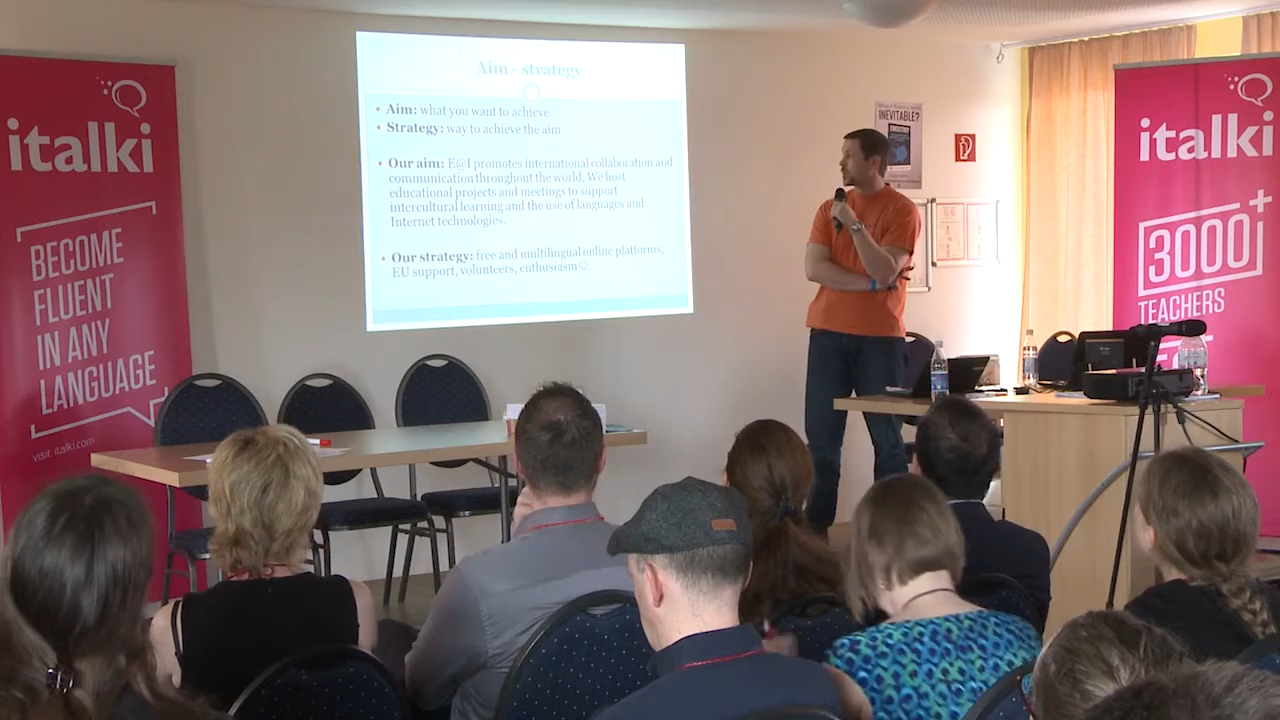 italki
BECOME
FLUENT
IN ANY
LANGUAGE
visit italki.com
Aim - strategy
• Aim: what you want to achieve
• Strategy: way to achieve the aim
• Our aim: E@I promotes international collaboration and
communication throughout the world. We host
educational projects and meetings to support
intercultural learning and the use of languages and
Internet technologies.
• Our strategy: free and multilingual online platforms,
EU support, volunteers, enthusiasm☺.
INEVITABLE?
italki
3000+
TEACHERS